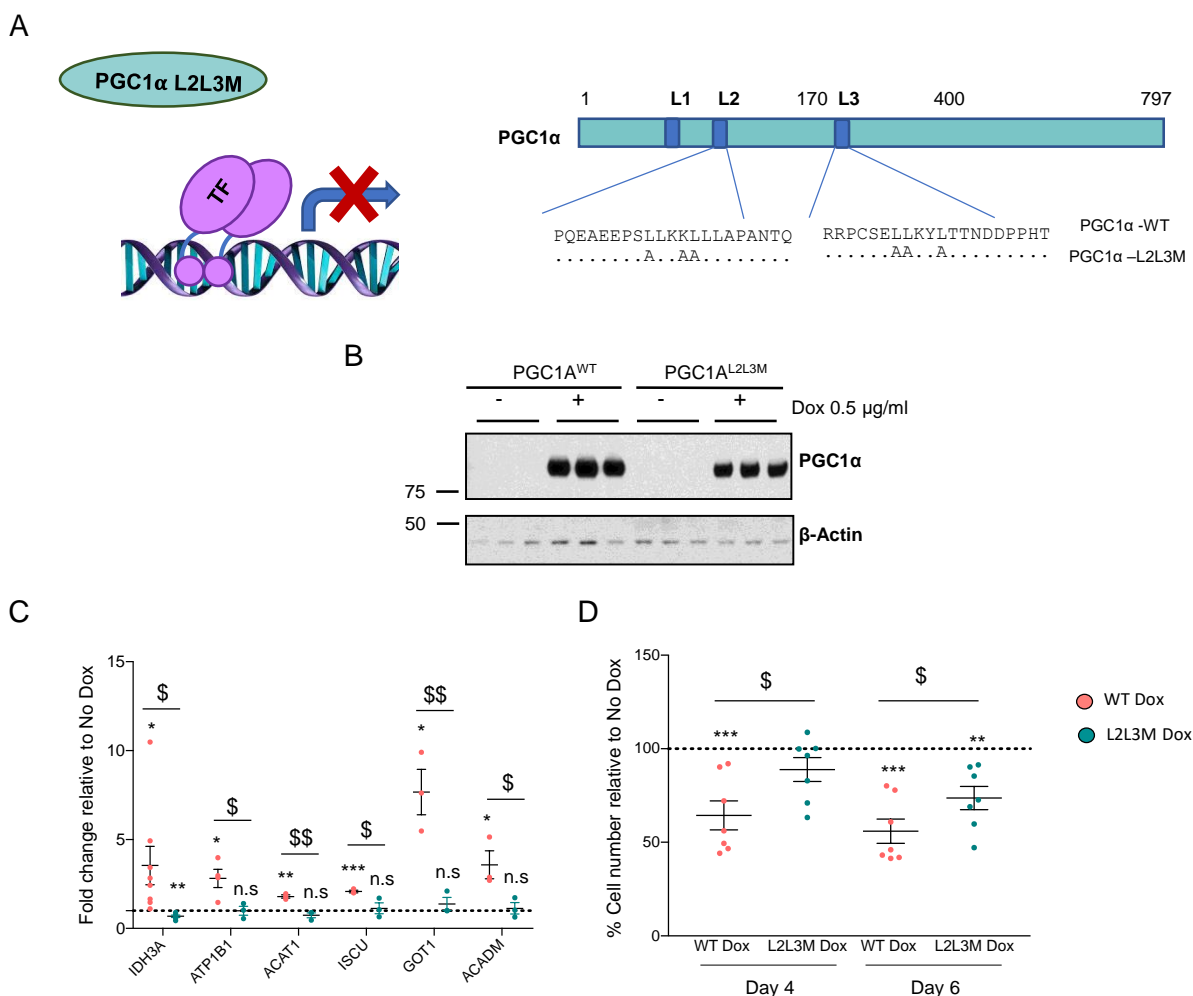 A
PGC1α L2L3M
TF
1 L1 L2 170 L3 400 797
PGC1α
PQEAEEPSLLKKLLLAPANTQ RRPCSELLKYLTTNDDPPHT PGC1α -WT
........A..AA........ ......AA..A......... PGC1α –L2L3M
B
PGC1A^WT PGC1A^L2L3M
- + - + Dox 0.5 µg/ml
PGC1α
75
50
β-Actin
C
Fold change relative to No Dox
15
10
5
0
$ $ $$ $ $$ $
* ** * n.s ** n.s *** n.s * n.s * n.s
IDH3A ATP1B1 ACAT1 ISCU GOT1 ACADM
D
% Cell number relative to No Dox
150
100
50
0
$ $
*** *** **
WT Dox L2L3M Dox WT Dox L2L3M Dox
Day 4 Day 6
WT Dox
L2L3M Dox